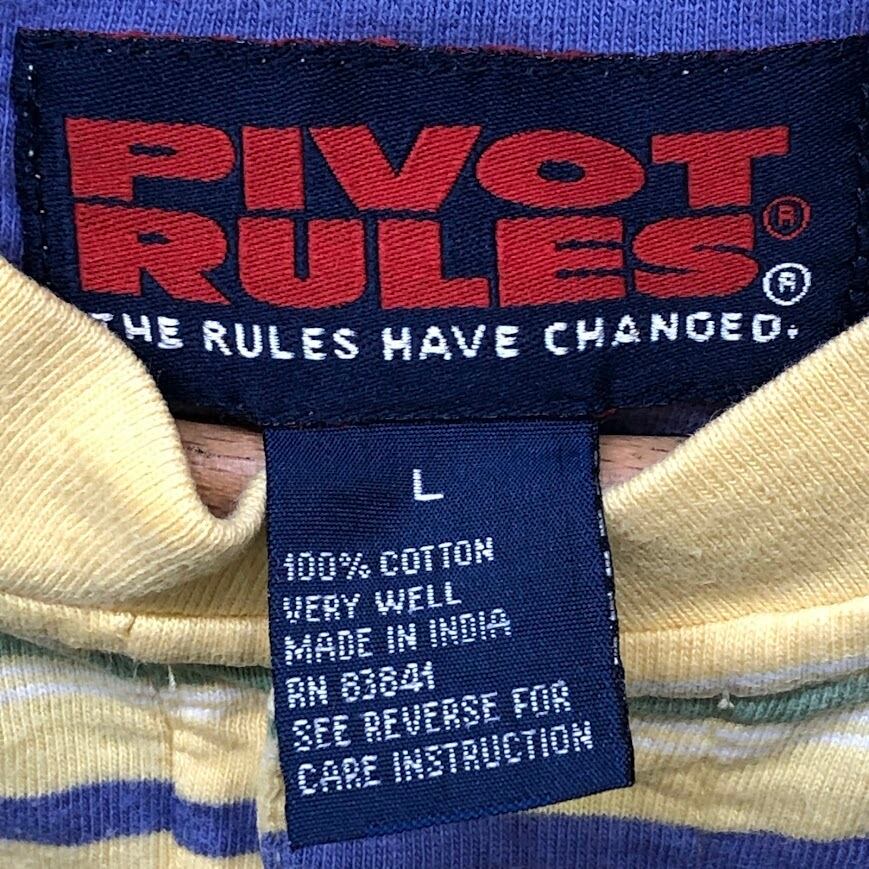 PIVOT
RULES®
®
THE RULES HAVE CHANGED.
L
100% COTTON
VERY WELL
MADE IN INDIA
RN 83841
SEE REVERSE FOR
CARE INSTRUCTION